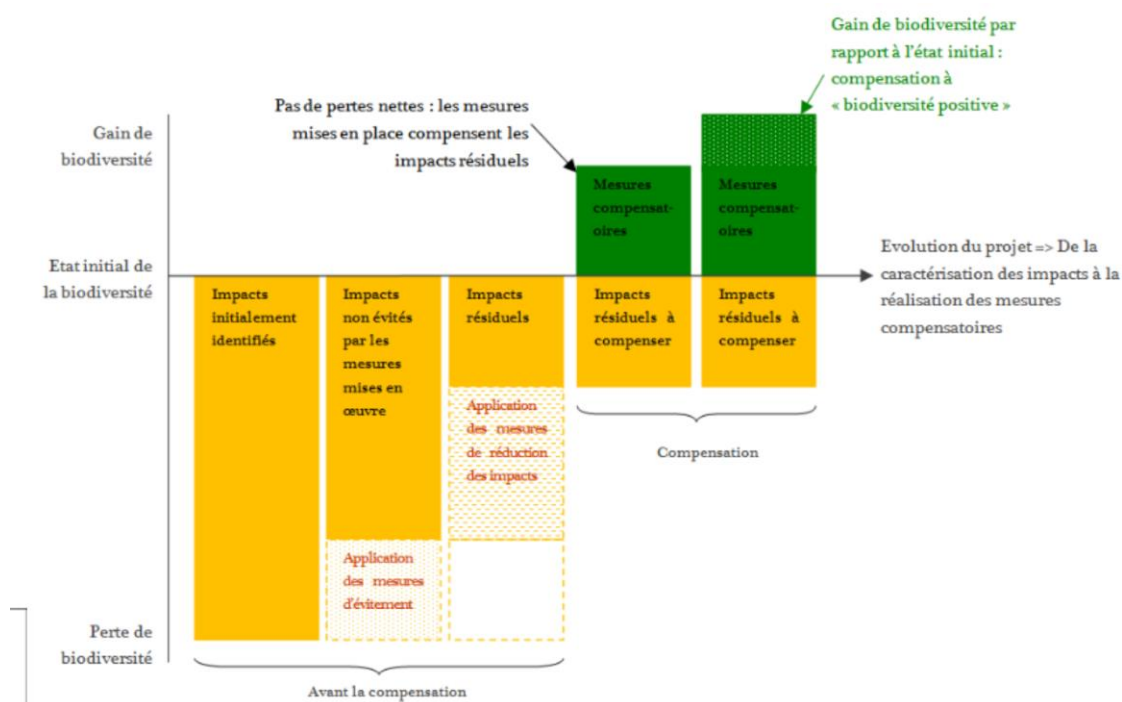 Gain de biodiversité par
rapport à l'état initial :
compensation à
« biodiversité positive »
Pas de pertes nettes : les mesures
mises en place compensent les
impacts résiduels
Gain de
biodiversité
Mesures
compensat-
oires
Mesures
compensat-
oires
Etat initial de
la biodiversité
Evolution du projet => De la
caractérisation des impacts à la
réalisation des mesures
compensatoires
Impacts
initialement
identifiés
Impacts
non évités
par les
mesures
mises en
œuvre
Impacts
résiduels
Impacts
résiduels à
compenser
Impacts
résiduels à
compenser
Application
des mesures
de réduction
des impacts
Compensation
Application
des mesures
d'évitement
Perte de
biodiversité
Avant la compensation